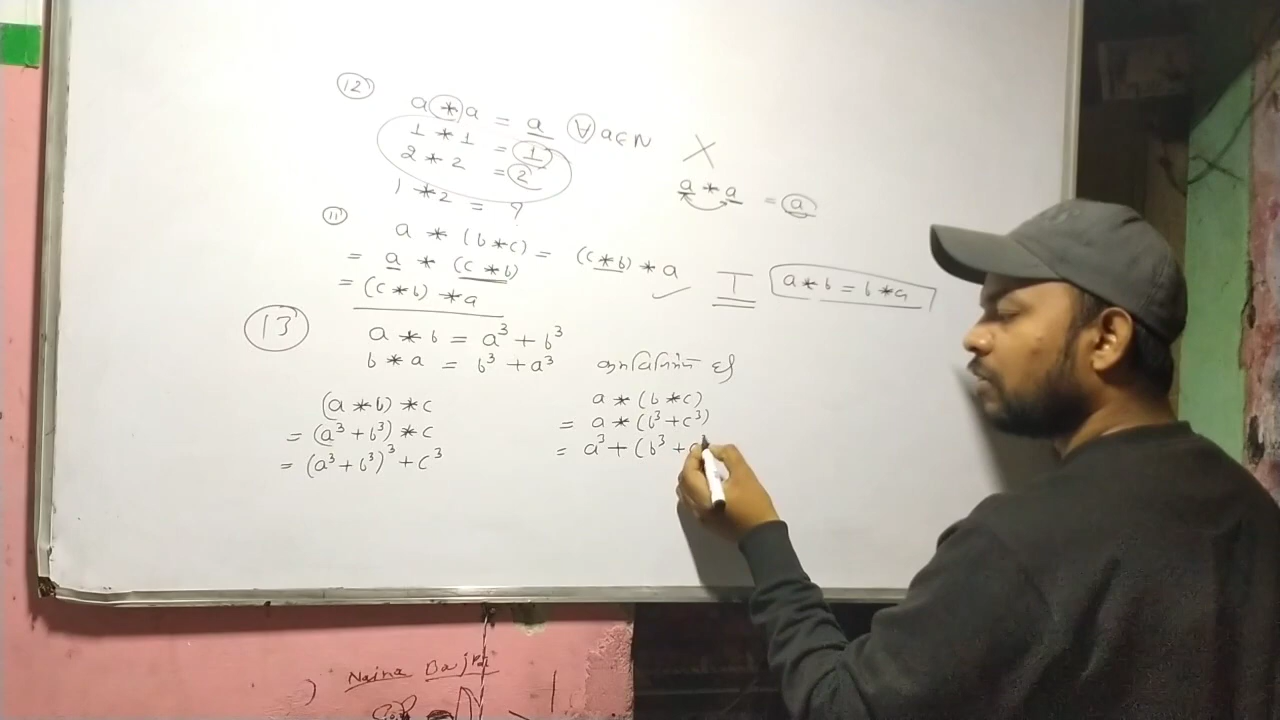 12
a * a = a ∀ a∈N
1 * 1 = 1
2 * 2 = 2
1 * 2 = ?
X
a * a = a
11
a * (b * c) = (c * b) * a
= a * (c * b)
= (c * b) * a
✓
T a * b = b * a
13
a * b = a³ + b³
b * a = b³ + a³
(a * b) * c
= (a³ + b³) * c
= (a³ + b³)³ + c³
a * (b * c)
= a * (b³ + c³)
= a³ + (b³ +
Naina Bajpai